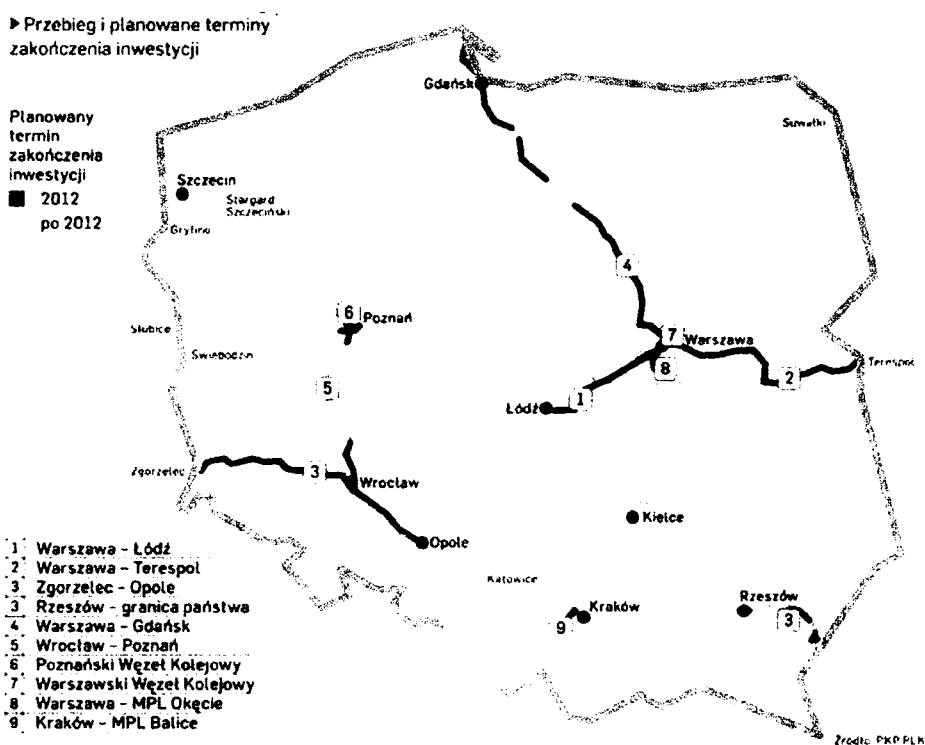 ▶ Przebieg i planowane terminy
zakończenia inwestycji
Planowany
termin
zakończenia
inwestycji
2012
po 2012
Gdańsk
Suwałki
Szczecin
Stargard
Szczeciński
Gryfino
4
6
Poznań
Słubice
7
Warszawa
Świebodzin
8
2
Terespol
5
Łódź
1
Zgorzelec
3
Wrocław
Kielce
Opole
Katowice
Rzeszów
9
Kraków
3
1 Warszawa – Łódź
2 Warszawa – Terespol
3 Zgorzelec – Opole
3 Rzeszów – granica państwa
4 Warszawa – Gdańsk
5 Wrocław – Poznań
6 Poznański Węzeł Kolejowy
7 Warszawski Węzeł Kolejowy
8 Warszawa – MPL Okęcie
9 Kraków – MPL Balice
Źródło PKP PLK